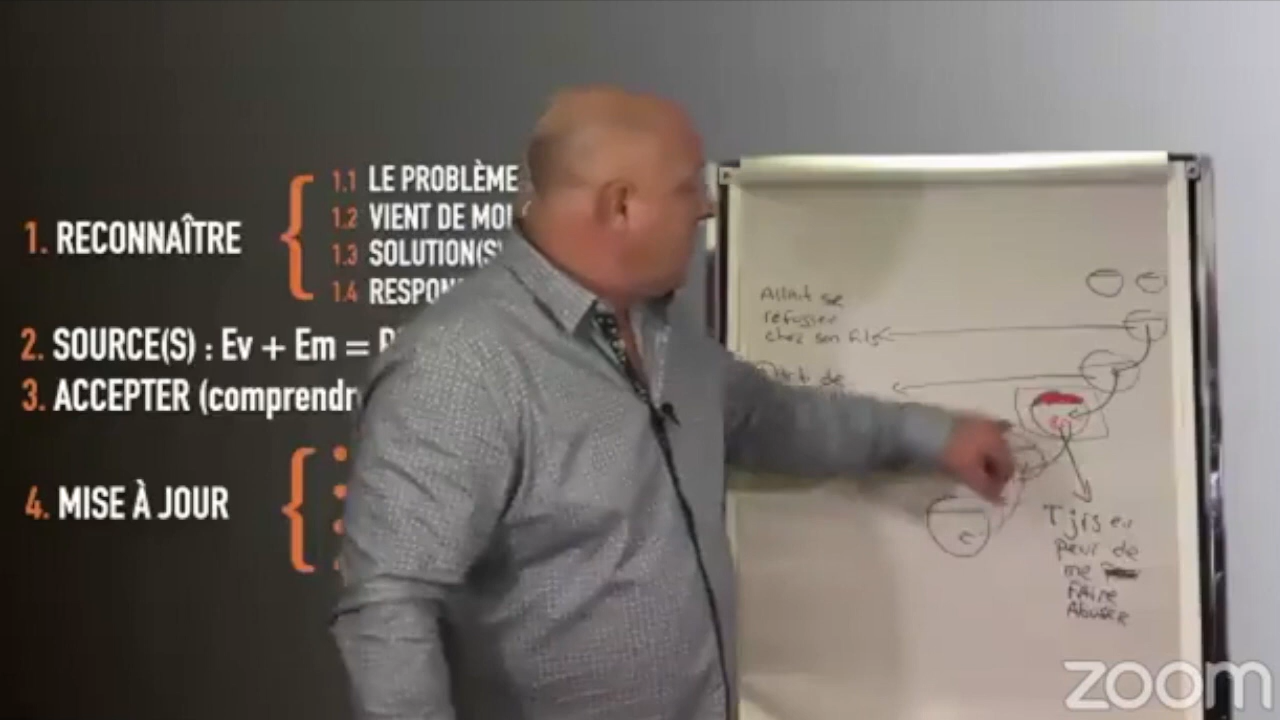 1. RECONNAÎTRE
1.1 LE PROBLÈME
1.2 VIENT DE MOI
1.3 SOLUTION(S)
1.4 RESPON
2. SOURCE(S) : Ev + Em =
3. ACCEPTER (comprendr
4. MISE À JOUR
Allait se
refugier
chez son fils
T jrs eu
peur de
me
FAIRE
Abuser
zoom